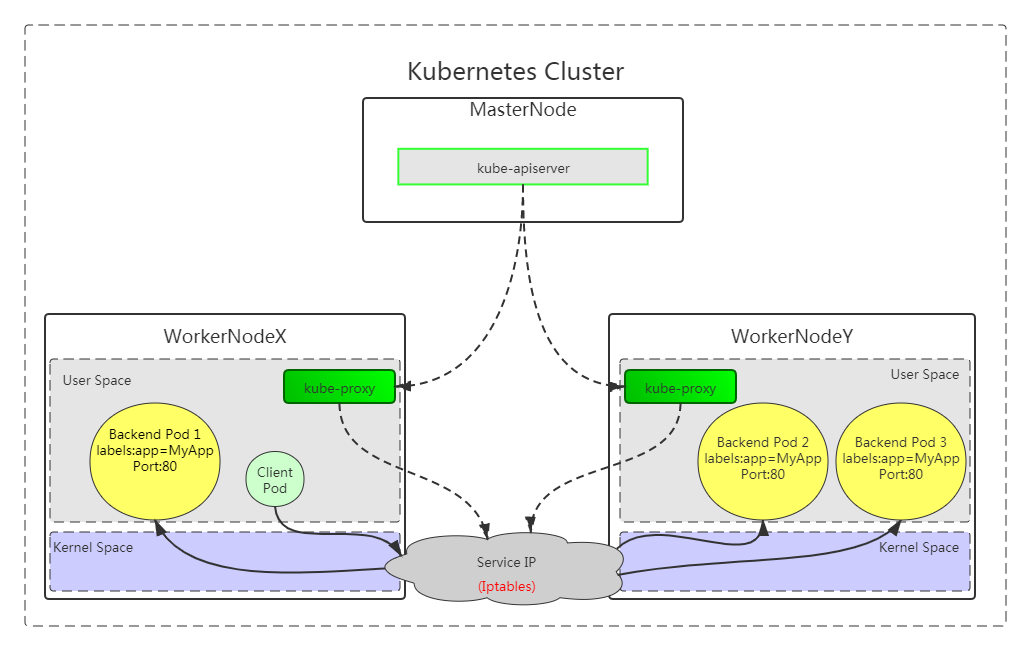 Kubernetes Cluster
MasterNode
kube-apiserver
WorkerNodeX
User Space
kube-proxy
Backend Pod 1
labels:app=MyApp
Port:80
Client
Pod
Kernel Space
WorkerNodeY
User Space
kube-proxy
Backend Pod 2
labels:app=MyApp
Port:80
Backend Pod 3
labels:app=MyApp
Port:80
Kernel Space
Service IP
(Iptables)